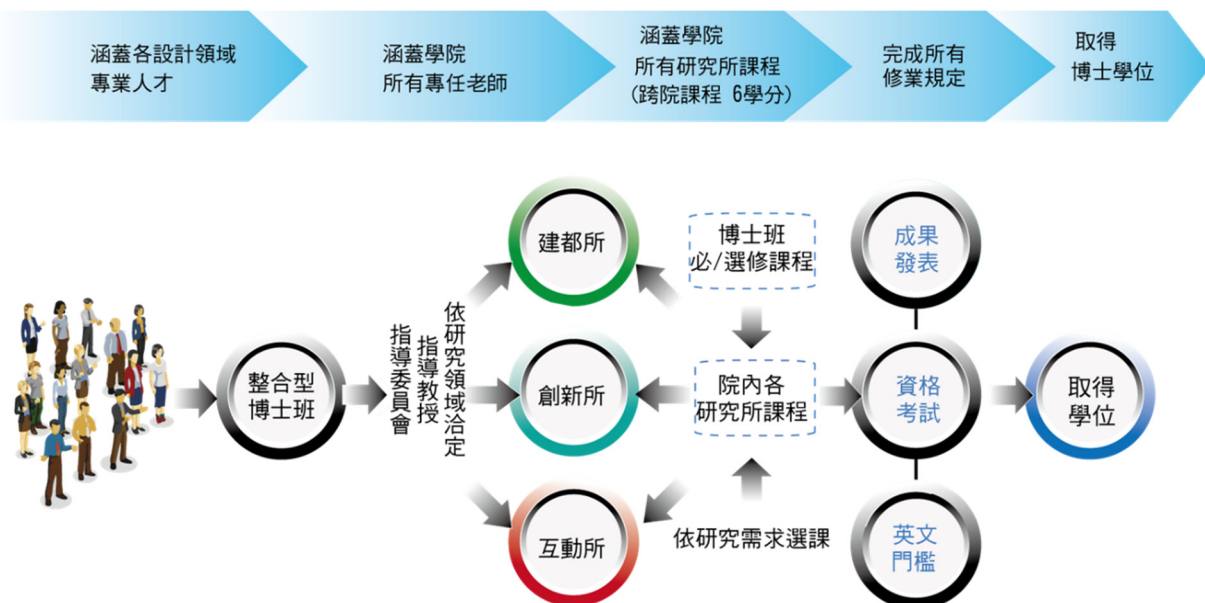 涵蓋各設計領域
專業人才
涵蓋學院
所有專任老師
涵蓋學院
所有研究所課程
(跨院課程 6學分)
完成所有
修業規定
取得
博士學位
整合型
博士班
依研究領域洽定
指導教授
指導委員會
建都所
創新所
互動所
博士班
必/選修課程
院內各
研究所課程
依研究需求選課
成果
發表
資格
考試
英文
門檻
取得
學位